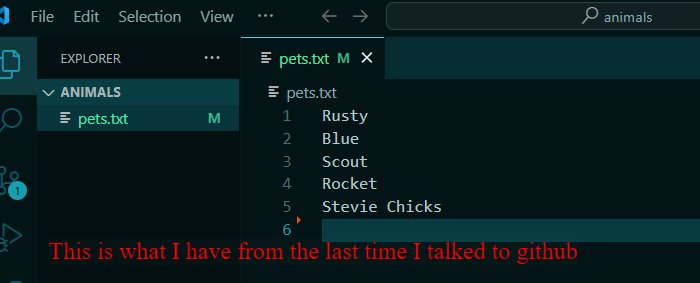 File Edit Selection View ··· ← → animals
EXPLORER ···
pets.txt M ×
ANIMALS
pets.txt
pets.txt M
1 Rusty
2 Blue
3 Scout
4 Rocket
5 Stevie Chicks
6
1
This is what I have from the last time I talked to github